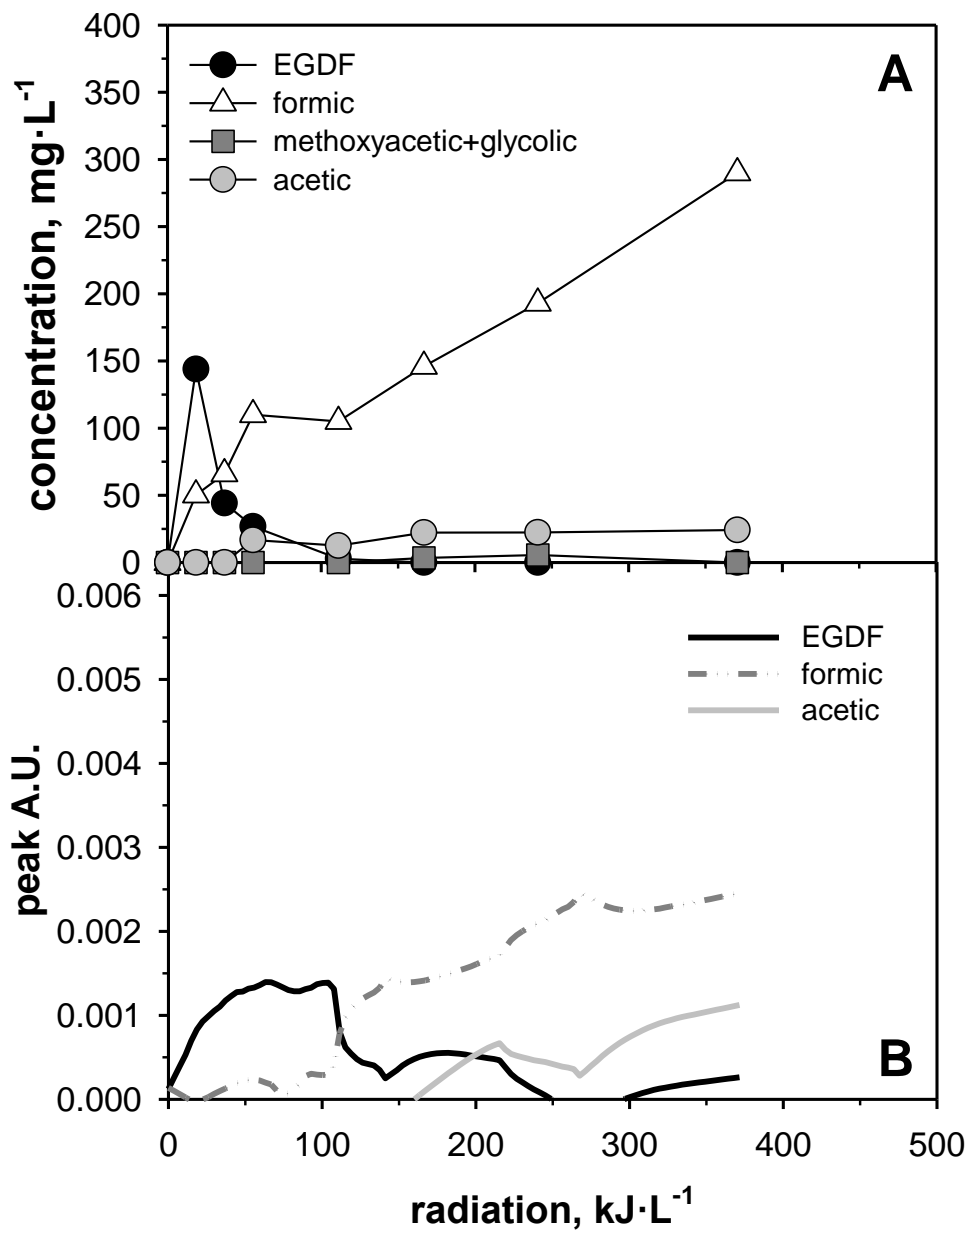 400
350
300
250
200
150
100
50
0
concentration, mg·L⁻¹
A
EGDF
formic
methoxyacetic+glycolic
acetic
0.006
0.005
0.004
0.003
0.002
0.001
0.000
peak A.U.
EGDF
formic
acetic
B
0 100 200 300 400 500
radiation, kJ·L⁻¹